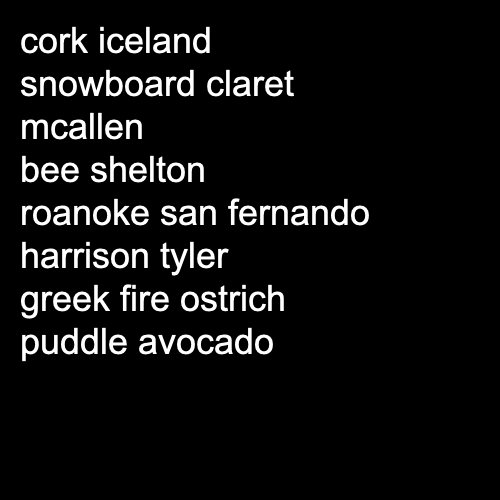 cork iceland
snowboard claret
mcallen
bee shelton
roanoke san fernando
harrison tyler
greek fire ostrich
puddle avocado